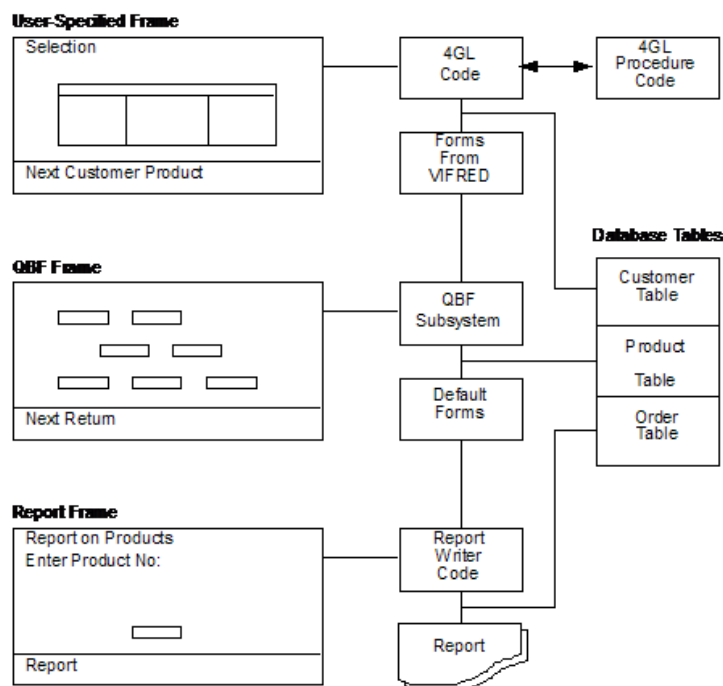 User-Specified Frame
Selection
Next Customer Product
4GL
Code
4GL
Procedure
Code
Forms
From
VIFRED
Database Tables
Customer
Table
Product
Table
Order
Table
QBF Frame
Next Return
QBF
Subsystem
Default
Forms
Report Frame
Report on Products
Enter Product No:
Report
Report
Writer
Code
Report